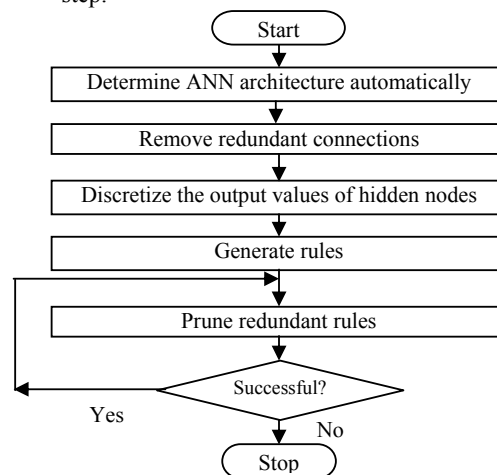 step.
Start
Determine ANN architecture automatically
Remove redundant connections
Discretize the output values of hidden nodes
Generate rules
Prune redundant rules
Successful?
Yes
No
Stop